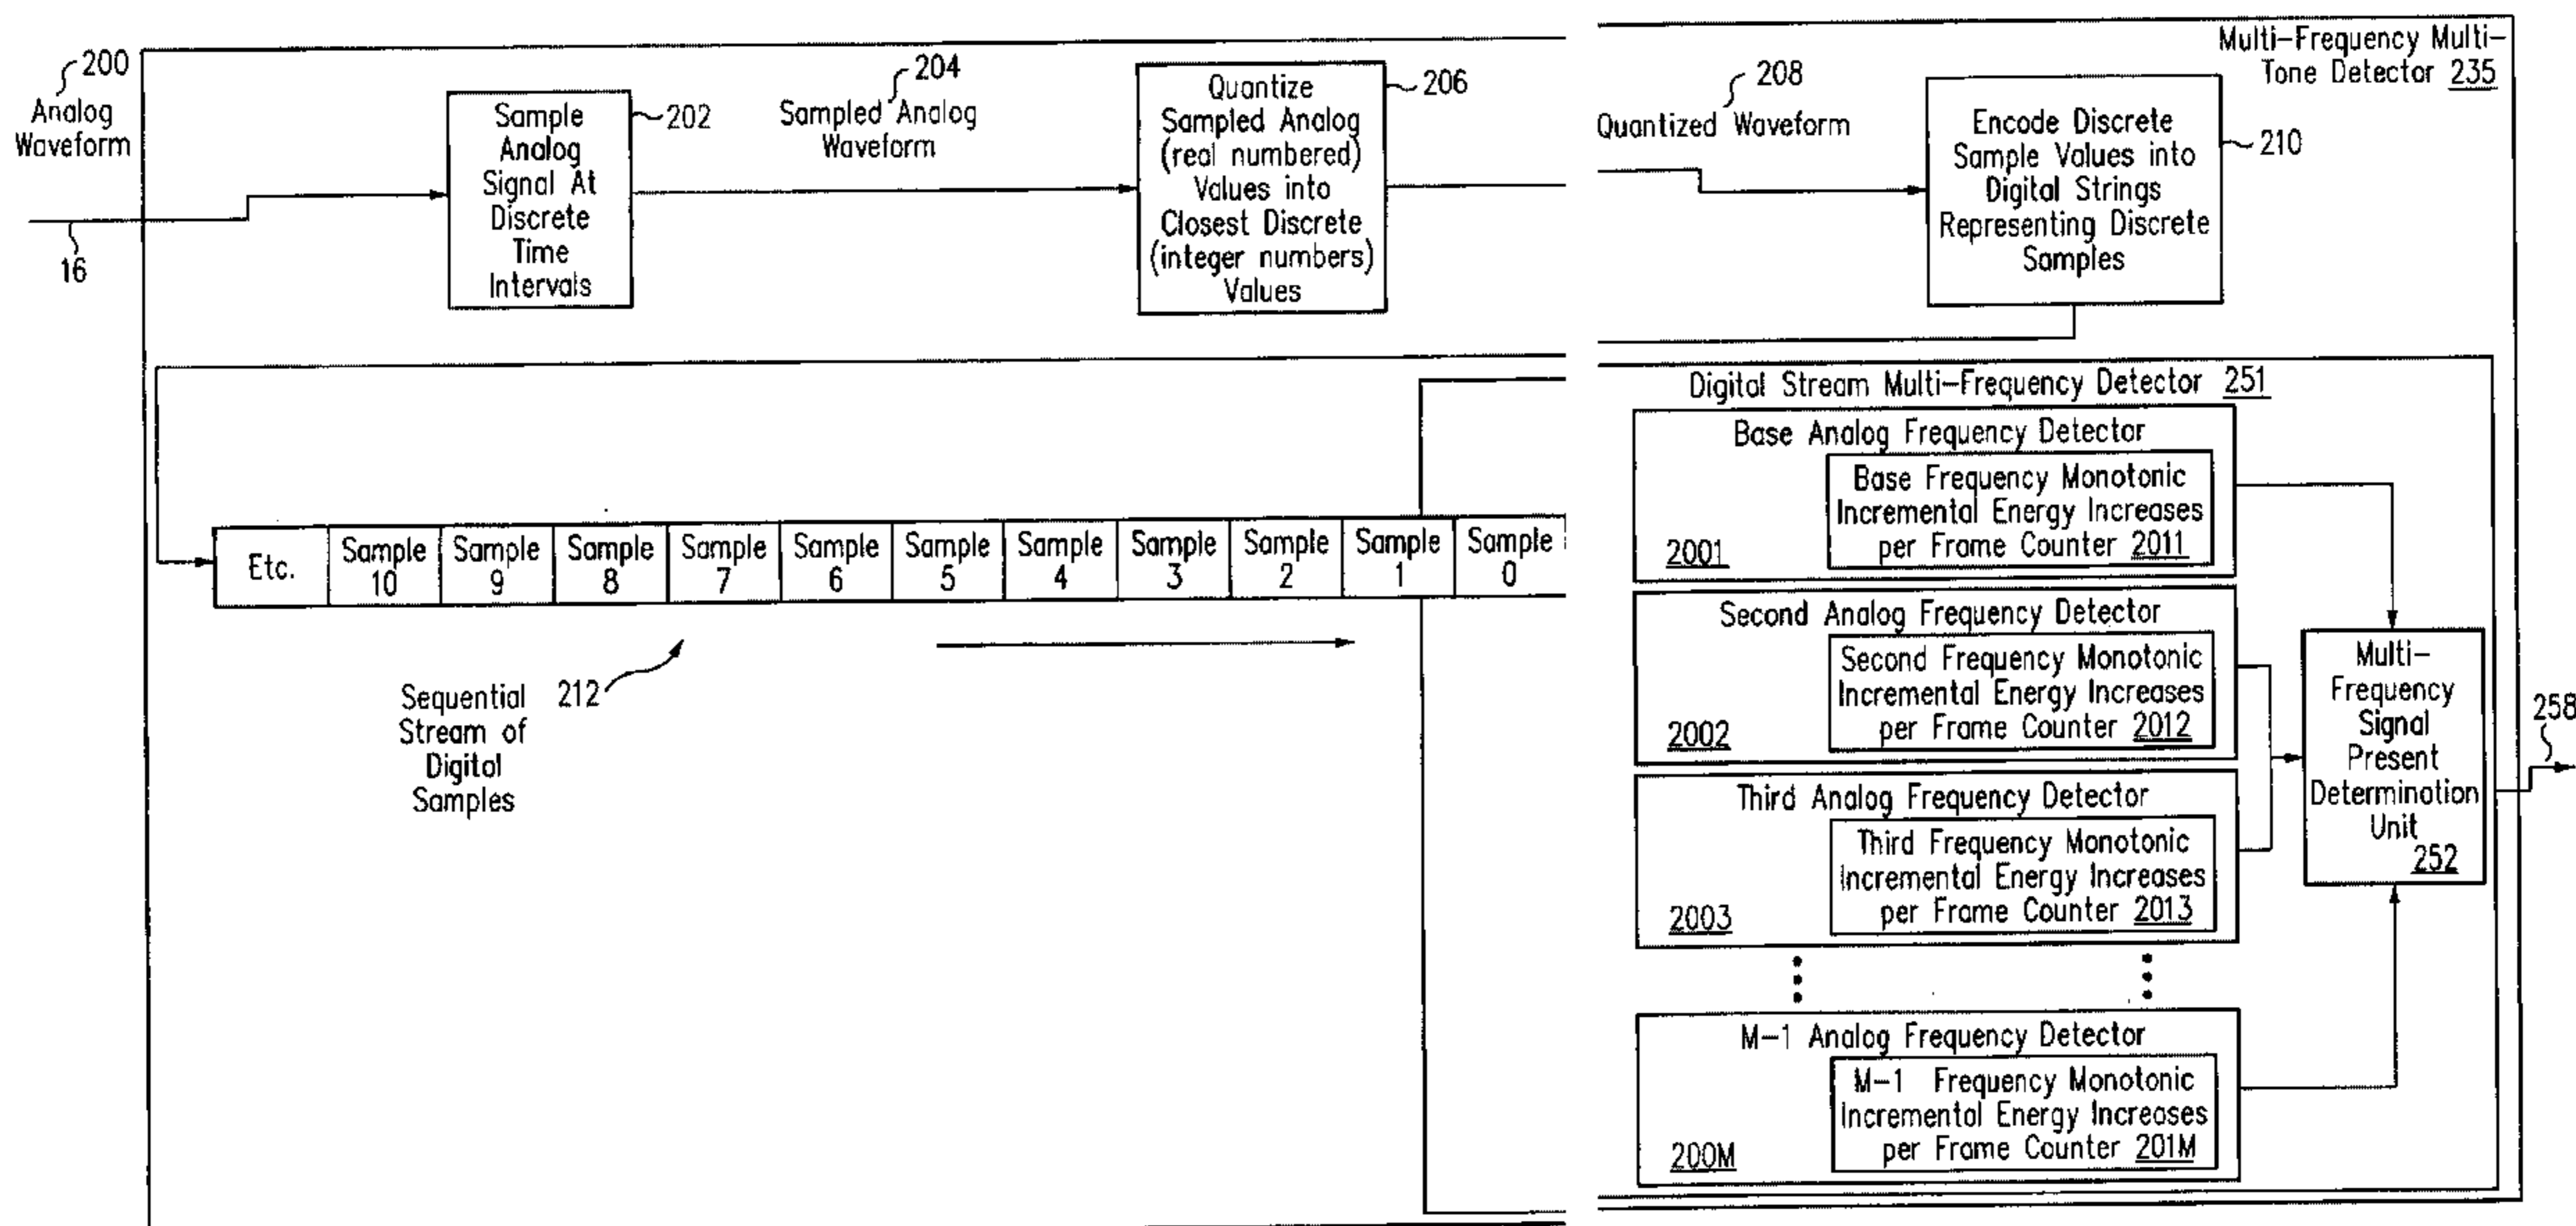 Multi-Frequency Multi-
Tone Detector 235
200
Analog
Waveform
16
Sample
Analog
Signal At
Discrete
Time
Intervals
202
204
Sampled Analog
Waveform
Quantize
Sampled Analog
(real numbered)
Values into
Closest Discrete
(integer numbers)
Values
206
208
Quantized Waveform
Encode Discrete
Sample Values into
Digital Strings
Representing Discrete
Samples
210
Etc.
Sample
10
Sample
9
Sample
8
Sample
7
Sample
6
Sample
5
Sample
4
Sample
3
Sample
2
Sample
1
Sample
0
Sequential 212
Stream of
Digital
Samples
Digital Stream Multi-Frequency Detector 251
Base Analog Frequency Detector
Base Frequency Monotonic
Incremental Energy Increases
per Frame Counter 2011
2001
Second Analog Frequency Detector
Second Frequency Monotonic
Incremental Energy Increases
per Frame Counter 2012
2002
Third Analog Frequency Detector
Third Frequency Monotonic
Incremental Energy Increases
per Frame Counter 2013
2003
M-1 Analog Frequency Detector
M-1 Frequency Monotonic
Incremental Energy Increases
per Frame Counter 201M
200M
Multi-
Frequency
Signal
Present
Determination
Unit
252
258